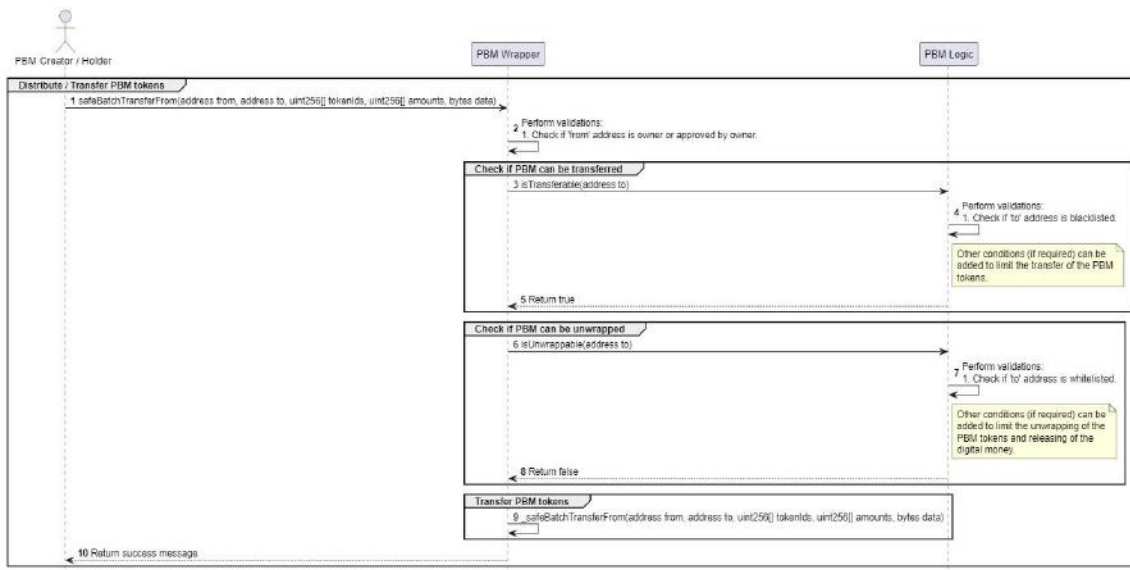 PBM Creator / Holder
PBM Wrapper
PBM Logic
Distribute / Transfer PBM tokens
1 safeBatchTransferFrom(address from, address to, uint256[] tokenIds, uint256[] amounts, bytes data)
2 Perform validations:
1. Check if 'from' address is owner or approved by owner.
Check if PBM can be transferred
3 isTransferable(address to)
4 Perform validations:
1. Check if 'to' address is blacklisted.
Other conditions (if required) can be
added to limit the transfer of the PBM
tokens.
5 Return true
Check if PBM can be unwrapped
6 isUnwrappable(address to)
7 Perform validations:
1. Check if 'to' address is whitelisted.
Other conditions (if required) can be
added to limit the unwrapping of the
PBM tokens and releasing of the
digital money.
8 Return false
Transfer PBM tokens
9 _safeBatchTransferFrom(address from, address to, uint256[] tokenIds, uint256[] amounts, bytes data)
10 Return success message